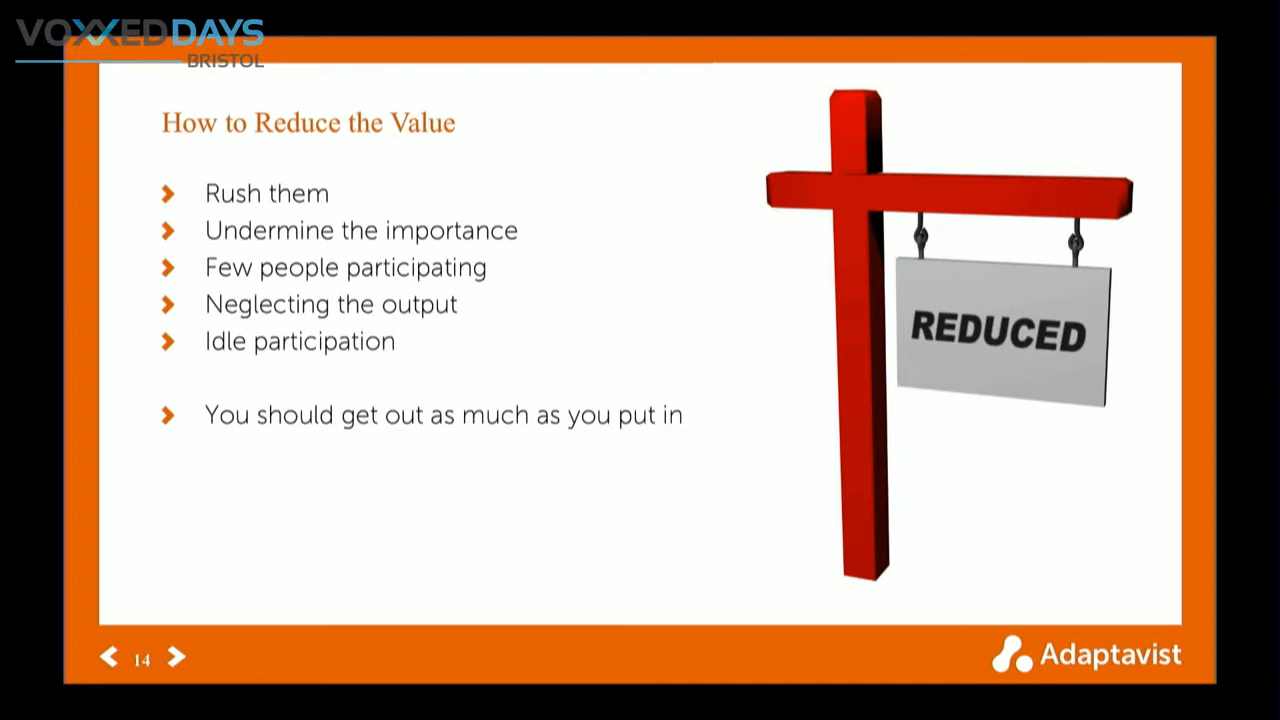 VOXXEDDAYS
BRISTOL
How to Reduce the Value
Rush them
Undermine the importance
Few people participating
Neglecting the output
Idle participation
You should get out as much as you put in
REDUCED
14
Adaptavist